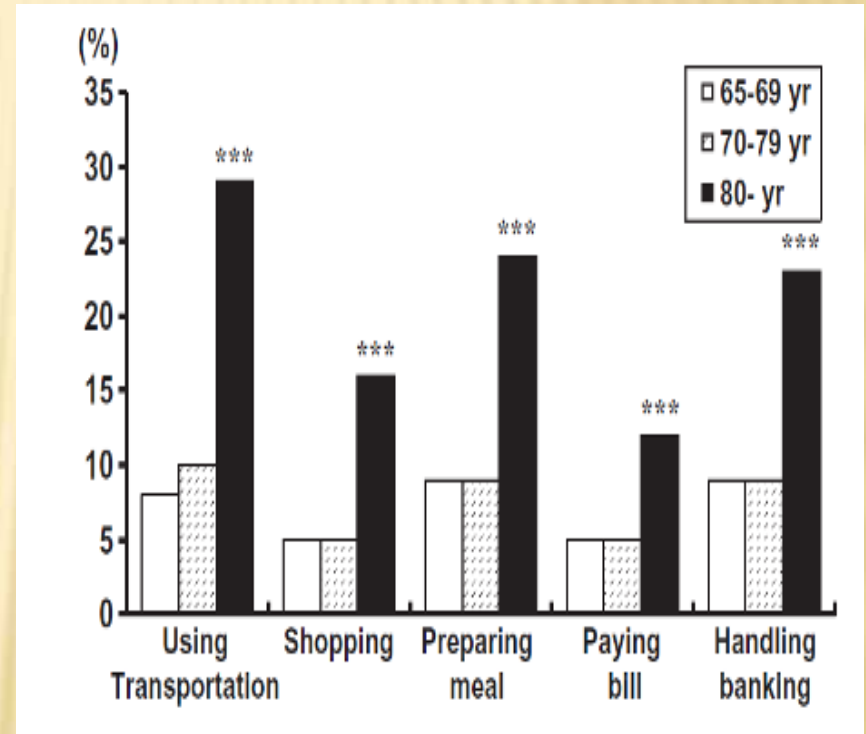 (%)
35
30
25
20
15
10
5
0
65-69 yr
70-79 yr
80- yr
***
***
***
***
***
Using
Transportation
Shopping
Preparing
meal
Paying
bill
Handling
banking